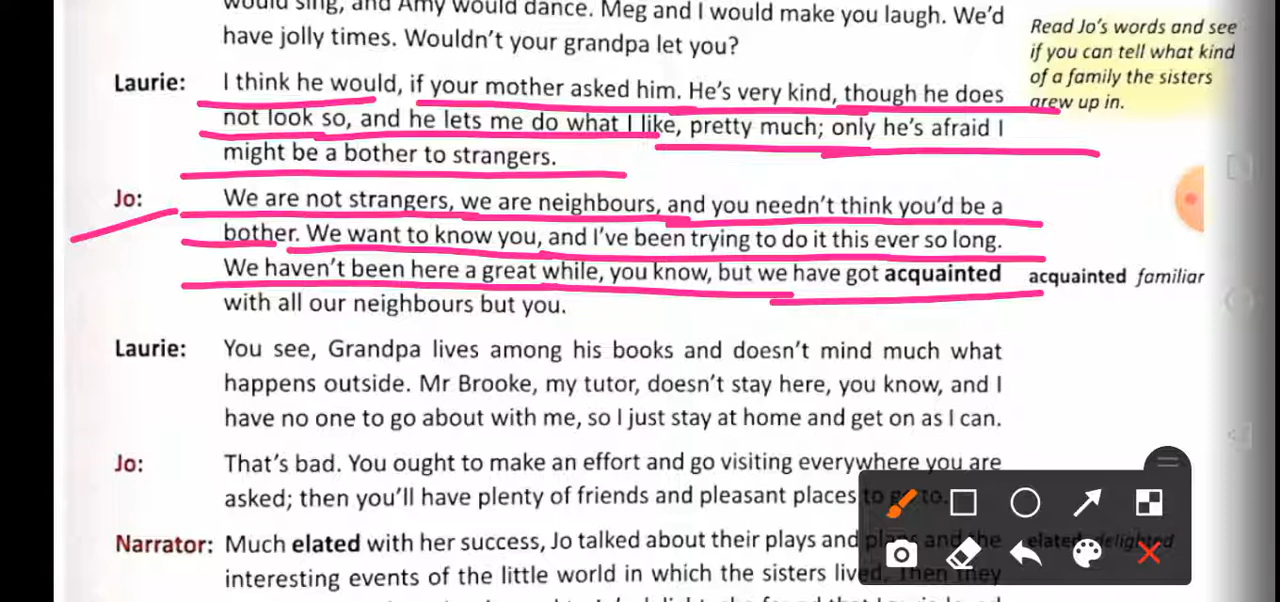 would sing, and Amy would dance. Meg and I would make you laugh. We'd
have jolly times. Wouldn't your grandpa let you?
Read Jo's words and see
if you can tell what kind
of a family the sisters
grew up in.
Laurie: I think he would, if your mother asked him. He's very kind, though he does
not look so, and he lets me do what I like, pretty much; only he's afraid I
might be a bother to strangers.
Jo: We are not strangers, we are neighbours, and you needn't think you'd be a
bother. We want to know you, and I've been trying to do it this ever so long.
We haven't been here a great while, you know, but we have got acquainted
with all our neighbours but you.
acquainted familiar
Laurie: You see, Grandpa lives among his books and doesn't mind much what
happens outside. Mr Brooke, my tutor, doesn't stay here, you know, and I
have no one to go about with me, so I just stay at home and get on as I can.
Jo: That's bad. You ought to make an effort and go visiting everywhere you are
asked; then you'll have plenty of friends and pleasant places to go to.
Narrator: Much elated with her success, Jo talked about their plays and plans and the
elated delighted
interesting events of the little world in which the sisters lived. Then they